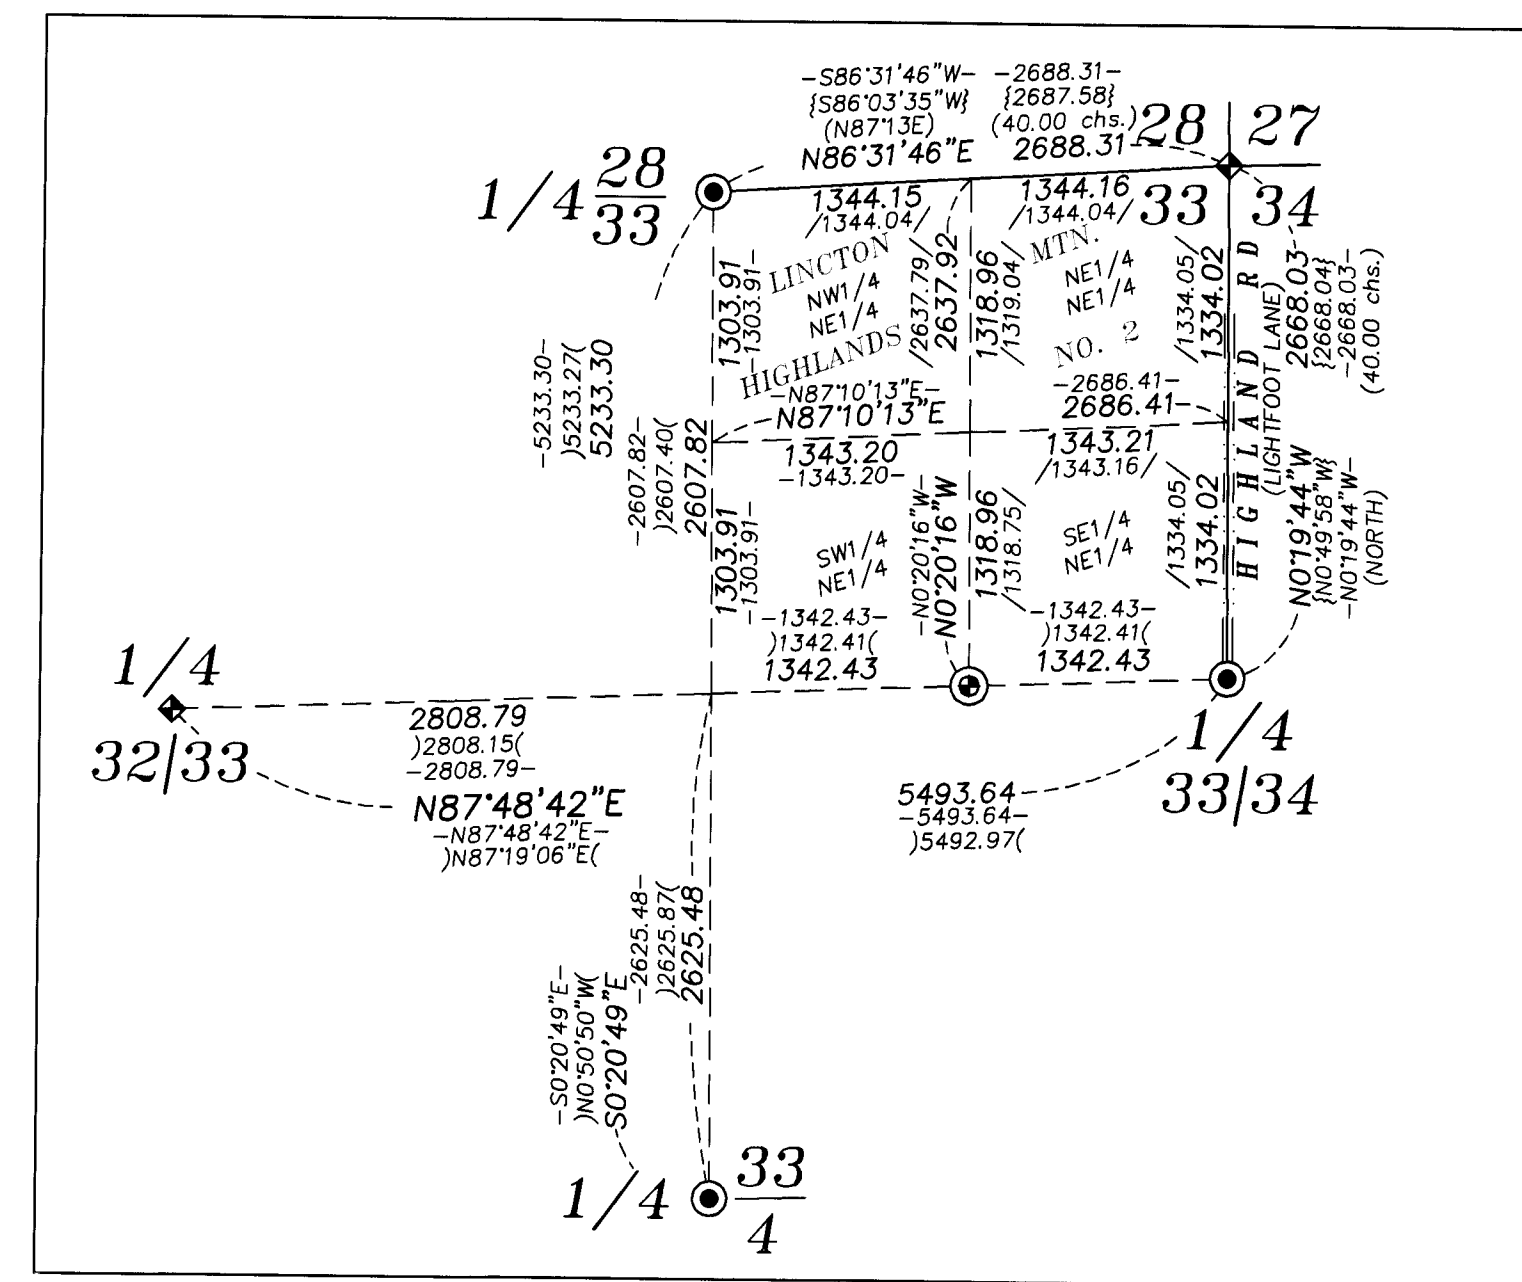 -S86°31'46"W- -2688.31-
{S86°03'35"W} {2687.58}
(N87°13E) (40.00 chs.)
N86°31'46"E 2688.31
28 27
33 34
1/4 28
33
1344.15
/1344.04/
1344.16
/1344.04/
LINCTON
MTN.
HIGHLANDS
NO. 2
NW1/4
NE1/4
NE1/4
NE1/4
1303.91
-1303.91-
/2637.79/
2637.92
1318.96
/1319.04/
/1334.05/
1334.02
HIGHLAND RD
(LIGHTFOOT LANE)
2668.03
{2668.04}
-2668.03-
(40.00 chs.)
-5233.30-
)5233.27(
5233.30
-N87°10'13"E-
N87°10'13"E
-2686.41-
2686.41
1343.20
-1343.20-
1343.21
/1343.16/
-2607.82-
)2607.40(
2607.82
1303.91
-1303.91-
SW1/4
NE1/4
-N0°20'16"W-
N0°20'16"W
1318.96
/1318.75/
SE1/4
NE1/4
/1334.05/
1334.02
N0°19'44"W
{N0°49'58"W}
-N0°19'44"W-
(NORTH)
-1342.43-
)1342.41(
1342.43
-1342.43-
)1342.41(
1342.43
1/4
32|33
2808.79
)2808.15(
-2808.79-
N87°48'42"E
-N87°48'42"E-
)N87°19'06"E(
1/4
33|34
5493.64
-5493.64-
)5492.97(
-2625.48-
)2625.87(
2625.48
-S0°20'49"E-
)N0°50'50"W(
S0°20'49"E
1/4 33
4